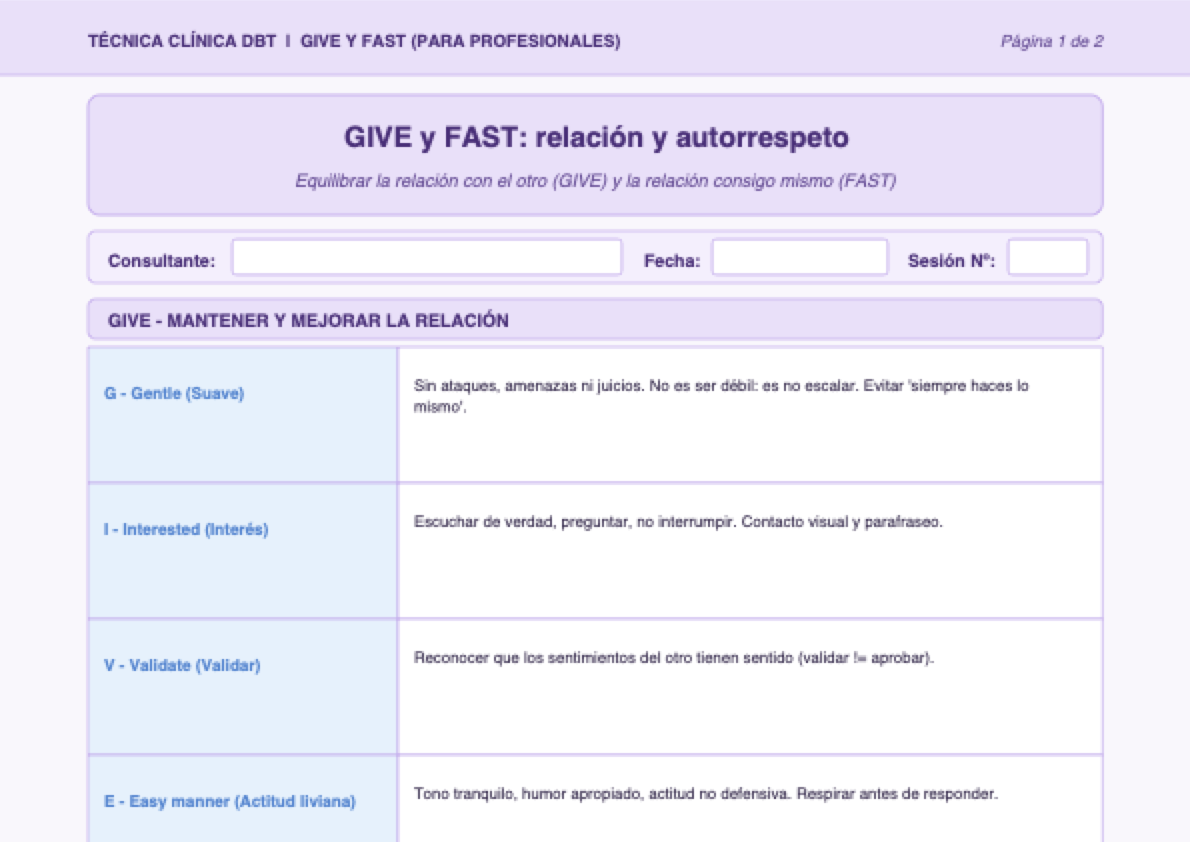 TÉCNICA CLÍNICA DBT | GIVE Y FAST (PARA PROFESIONALES)
Página 1 de 2
GIVE y FAST: relación y autorrespeto
Equilibrar la relación con el otro (GIVE) y la relación consigo mismo (FAST)
Consultante: Fecha: Sesión Nº:
GIVE - MANTENER Y MEJORAR LA RELACIÓN
G - Gentle (Suave)
Sin ataques, amenazas ni juicios. No es ser débil: es no escalar. Evitar 'siempre haces lo
mismo'.
I - Interested (Interés)
Escuchar de verdad, preguntar, no interrumpir. Contacto visual y parafraseo.
V - Validate (Validar)
Reconocer que los sentimientos del otro tienen sentido (validar != aprobar).
E - Easy manner (Actitud liviana)
Tono tranquilo, humor apropiado, actitud no defensiva. Respirar antes de responder.